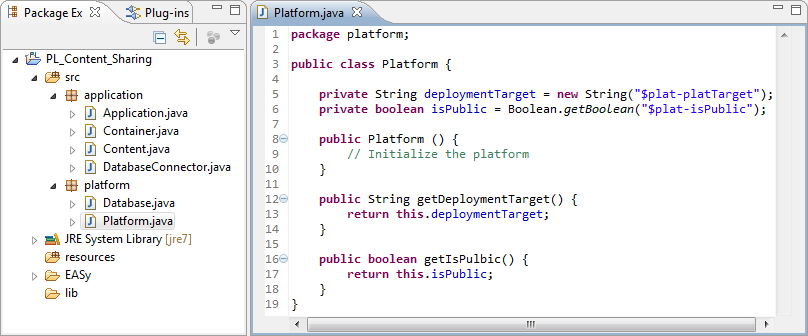 Package Ex
Plug-ins
PL_Content_Sharing
src
application
Application.java
Container.java
Content.java
DatabaseConnector.java
platform
Database.java
Platform.java
JRE System Library [jre7]
resources
EASy
lib
Platform.java
1 package platform;
2
3 public class Platform {
4
5 private String deploymentTarget = new String("$plat-platTarget");
6 private boolean isPublic = Boolean.getBoolean("$plat-isPublic");
7
8 public Platform () {
9 // Initialize the platform
10 }
11
12 public String getDeploymentTarget() {
13 return this.deploymentTarget;
14 }
15
16 public boolean getIsPulbic() {
17 return this.isPublic;
18 }
19 }